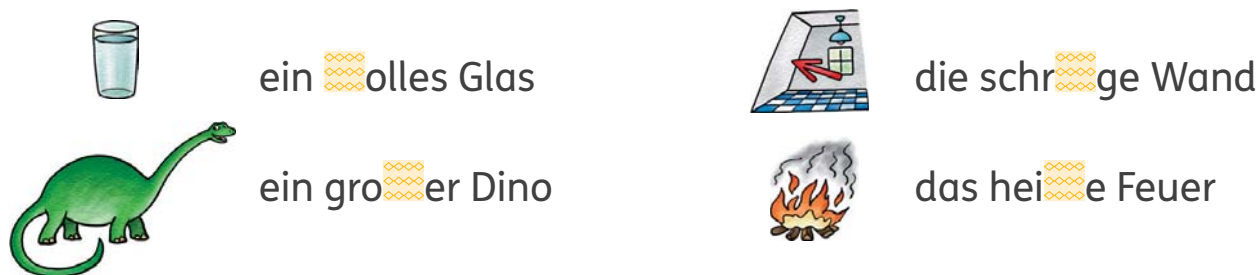 ein olles Glas
die schr ge Wand
ein gro er Dino
das hei e Feuer